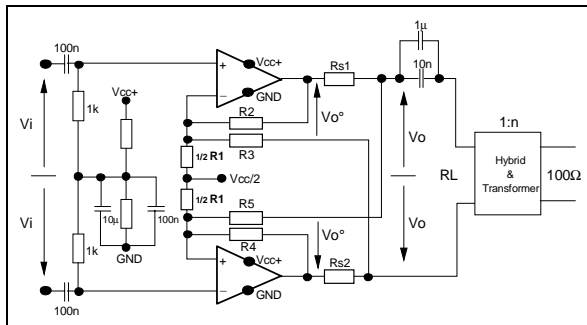 1µ
100n
Vcc+
Rs1
10n
+
_
GND
Vcc+
1k
R2
Vo°
1:n
R3
Vi
1/2 R1
Vo
Hybrid
&
Transformer
RL
100Ω
Vcc/2
1/2 R1
Vi
R5
Vo
10µ
100n
Vo°
R4
1k
GND
Vcc+
+
_
GND
Rs2
100n